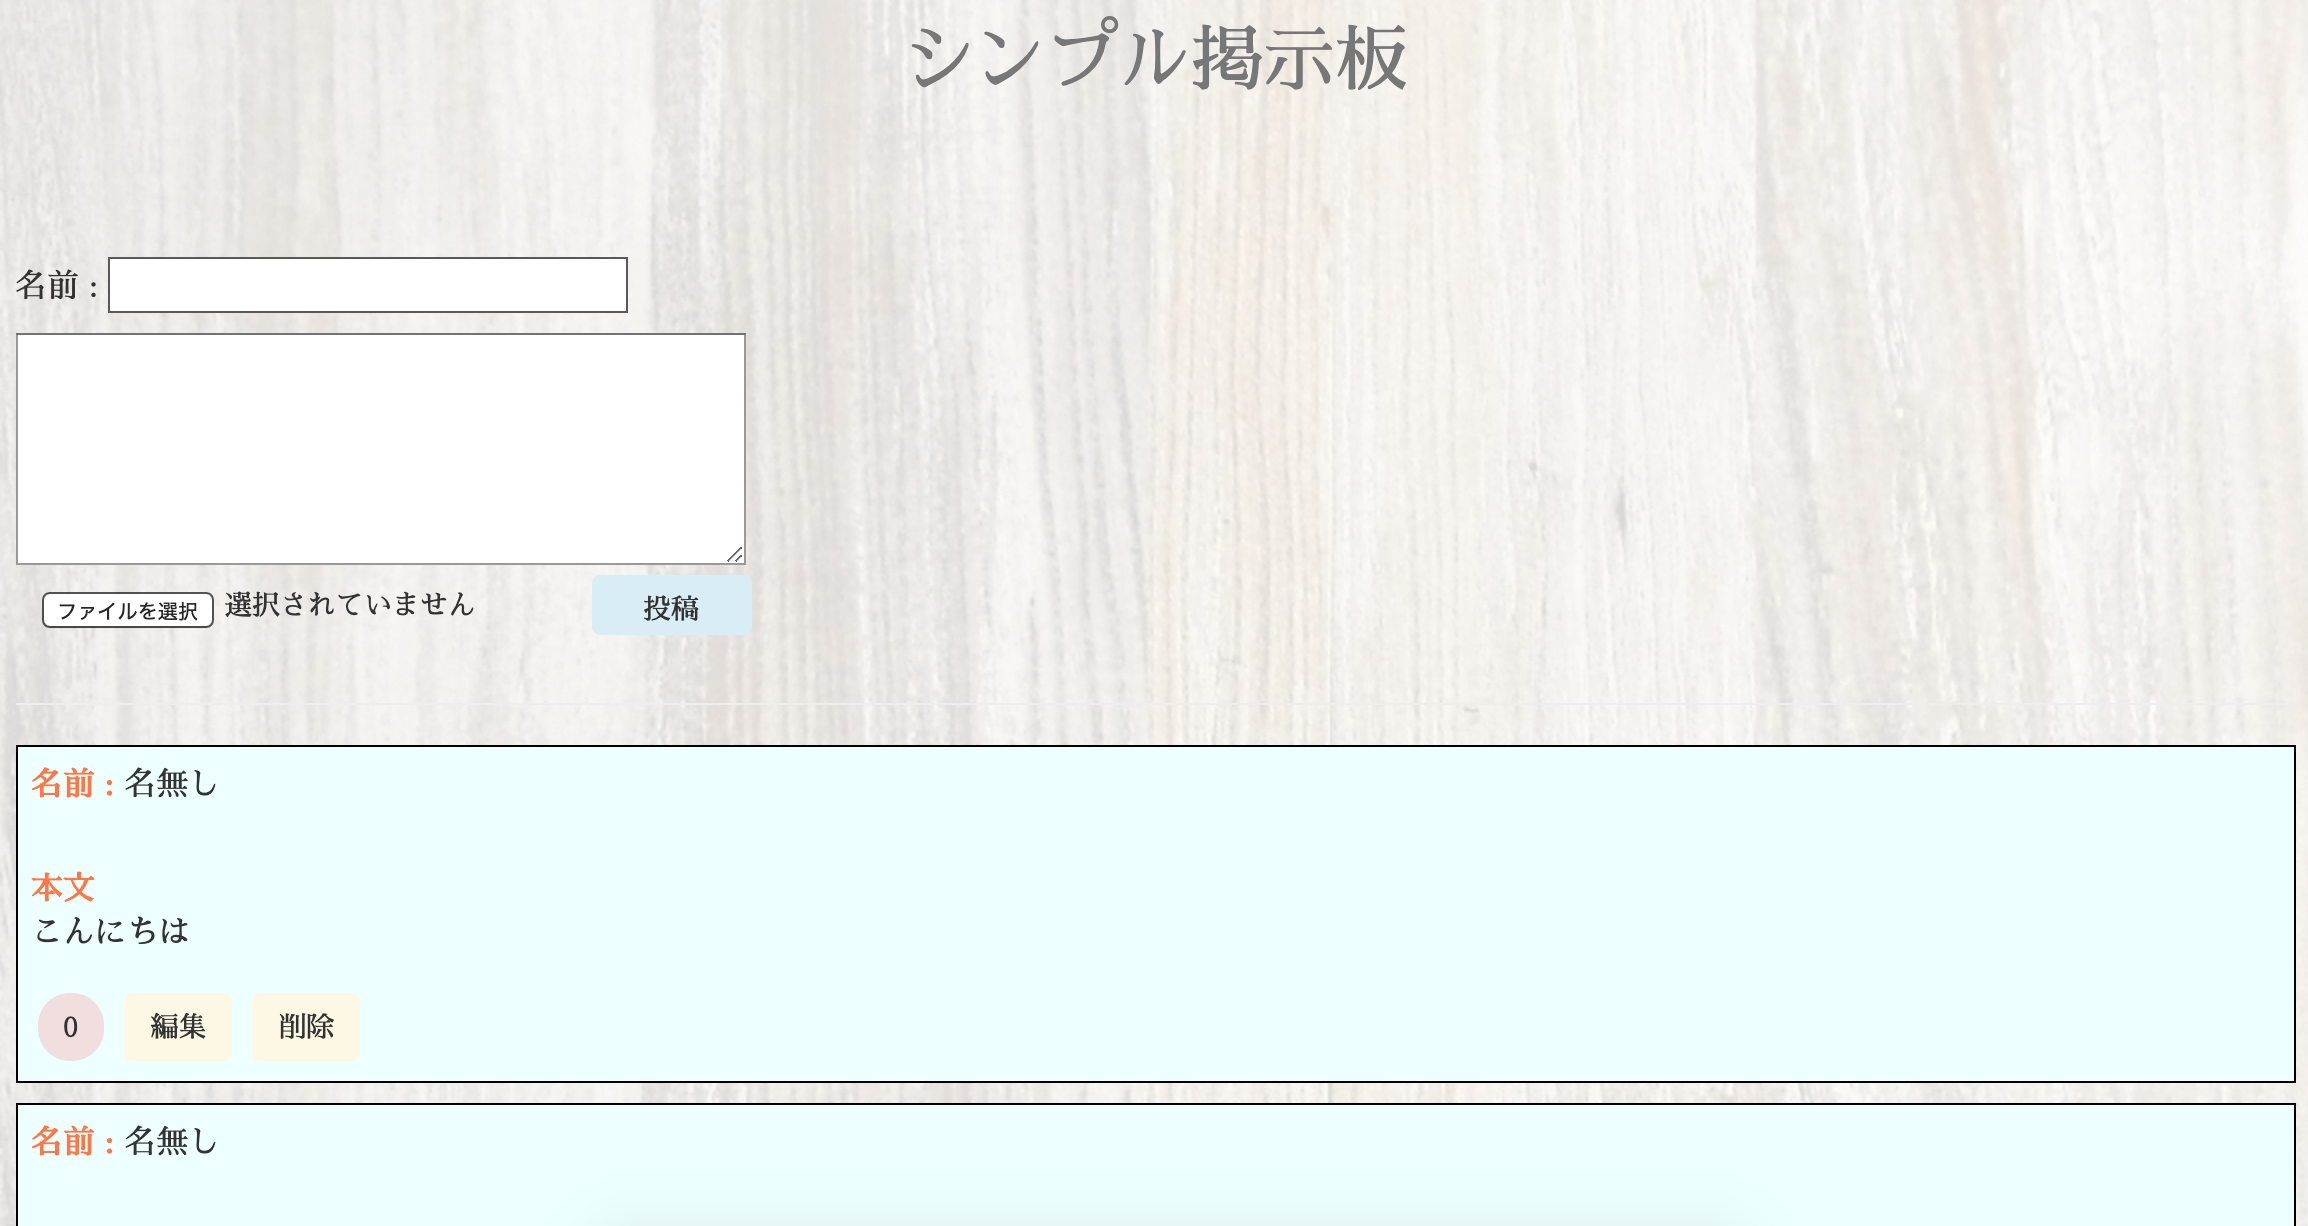 シンプル掲示板
名前 :
ファイルを選択 選択されていません 投稿
名前 : 名無し
本文
こんにちは
0 編集 削除
名前 : 名無し